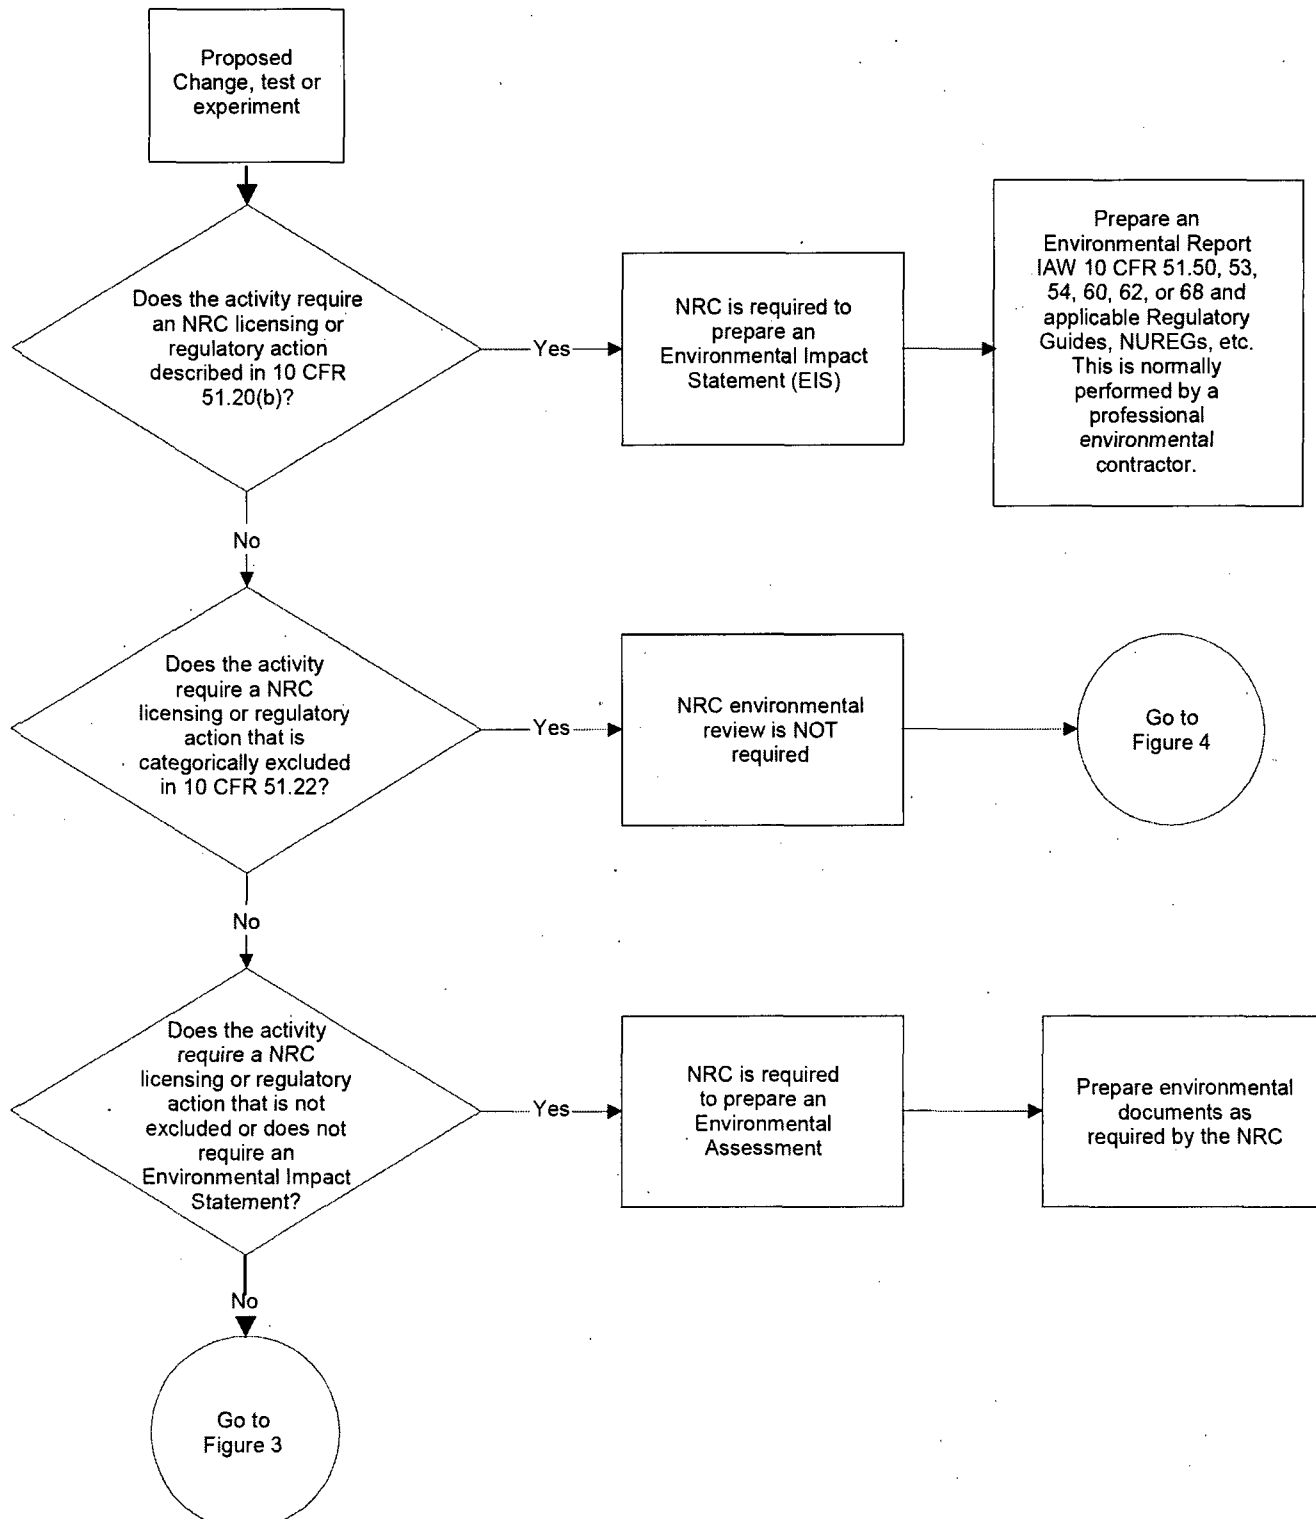 Proposed
Change, test or
experiment
Does the activity require
an NRC licensing or
regulatory action
described in 10 CFR
51.20(b)?
Yes
NRC is required to
prepare an
Environmental Impact
Statement (EIS)
Prepare an
Environmental Report
IAW 10 CFR 51.50, 53,
54, 60, 62, or 68 and
applicable Regulatory
Guides, NUREGs, etc.
This is normally
performed by a
professional
environmental
contractor.
No
Does the activity
require a NRC
licensing or regulatory
action that is
categorically excluded
in 10 CFR 51.22?
Yes
NRC environmental
review is NOT
required
Go to
Figure 4
No
Does the activity
require a NRC
licensing or regulatory
action that is not
excluded or does not
require an
Environmental Impact
Statement?
Yes
NRC is required
to prepare an
Environmental
Assessment
Prepare environmental
documents as
required by the NRC
No
Go to
Figure 3